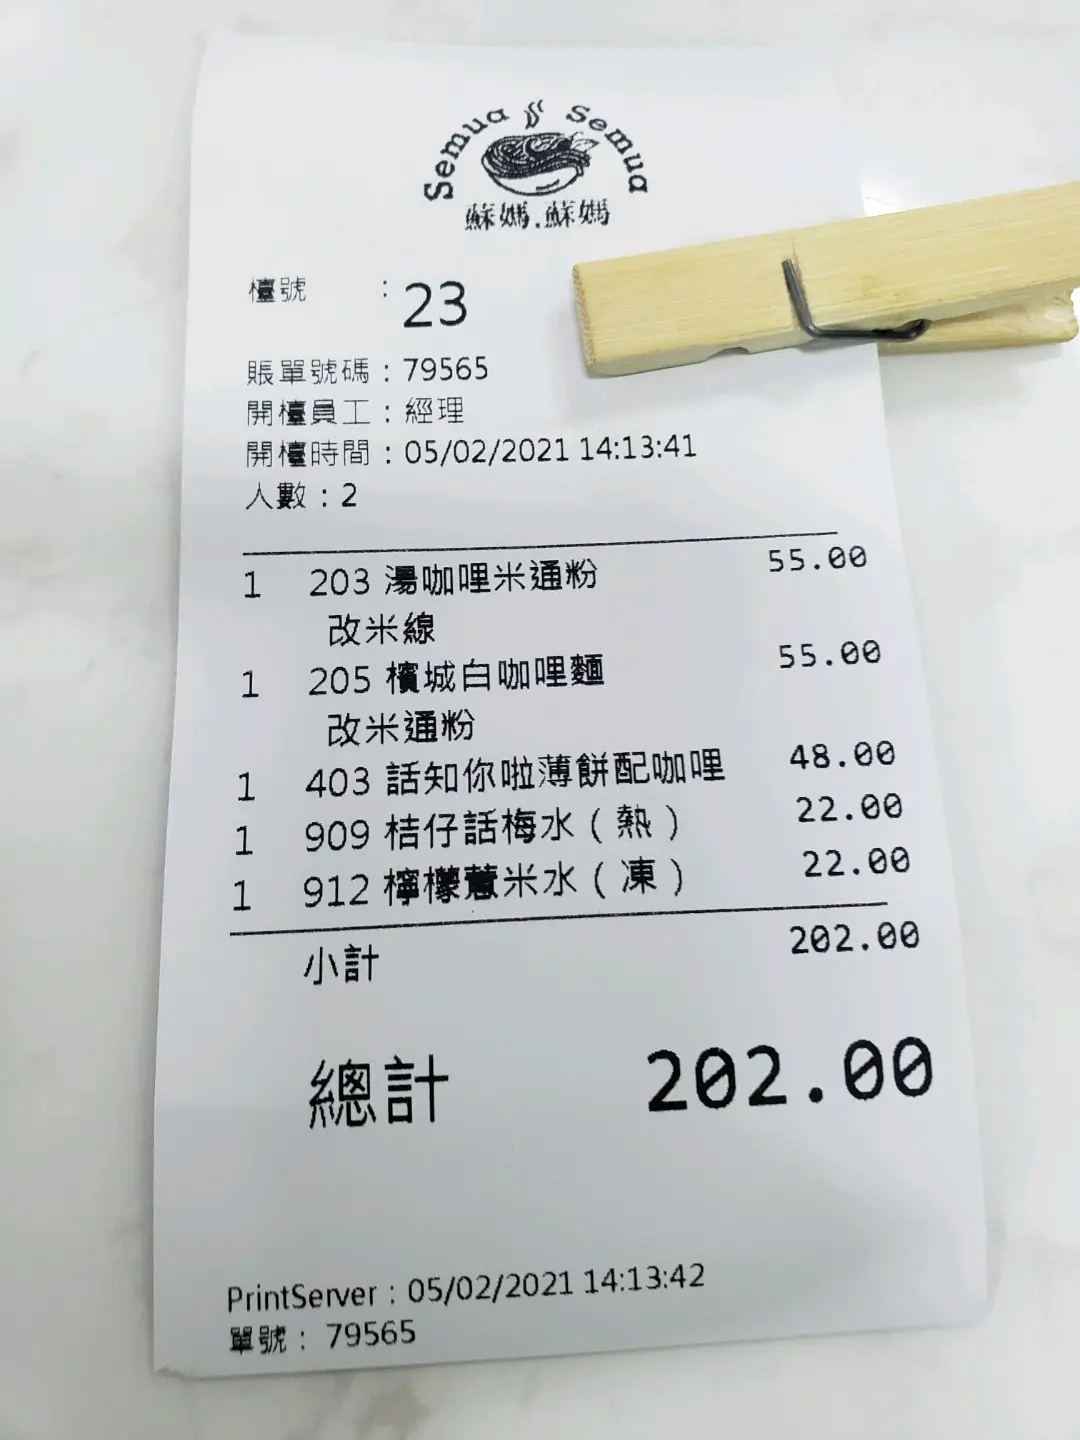 Semua Semua
蘇媽.蘇媽
檯號 : 23
賬單號碼 : 79565
開檯員工 : 經理
開檯時間 : 05/02/2021 14:13:41
人數 : 2
1 203 湯咖哩米通粉 55.00
改米線
1 205 檳城白咖哩麵 55.00
改米通粉
1 403 話知你啦薄餅配咖哩 48.00
1 909 桔仔話梅水 ( 熱 ) 22.00
1 912 檸檬薏米水 ( 凍 ) 22.00
小計 202.00
總計 202.00
PrintServer : 05/02/2021 14:13:42
單號 : 79565